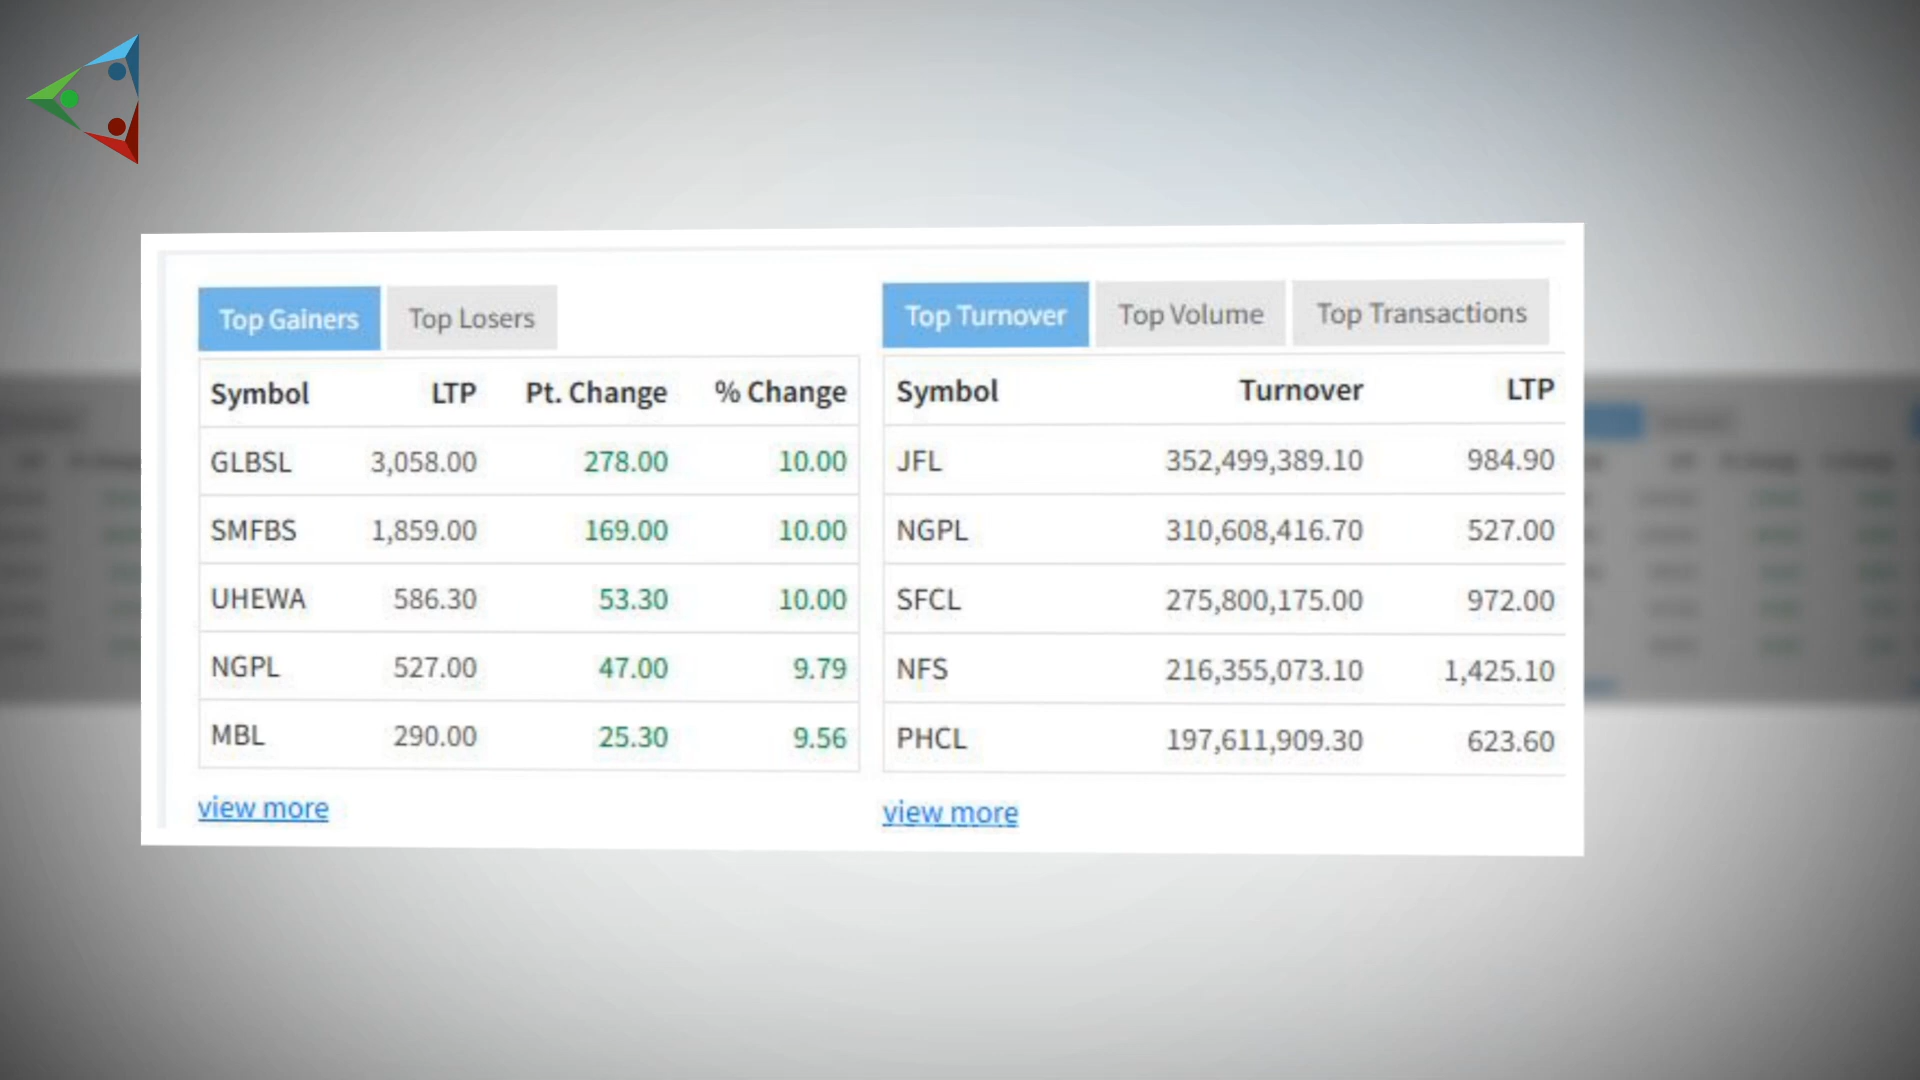 Top Gainers Top Losers
Symbol LTP Pt. Change % Change
GLBSL 3,058.00 278.00 10.00
SMFBS 1,859.00 169.00 10.00
UHEWA 586.30 53.30 10.00
NGPL 527.00 47.00 9.79
MBL 290.00 25.30 9.56
view more
Top Turnover Top Volume Top Transactions
Symbol Turnover LTP
JFL 352,499,389.10 984.90
NGPL 310,608,416.70 527.00
SFCL 275,800,175.00 972.00
NFS 216,355,073.10 1,425.10
PHCL 197,611,909.30 623.60
view more